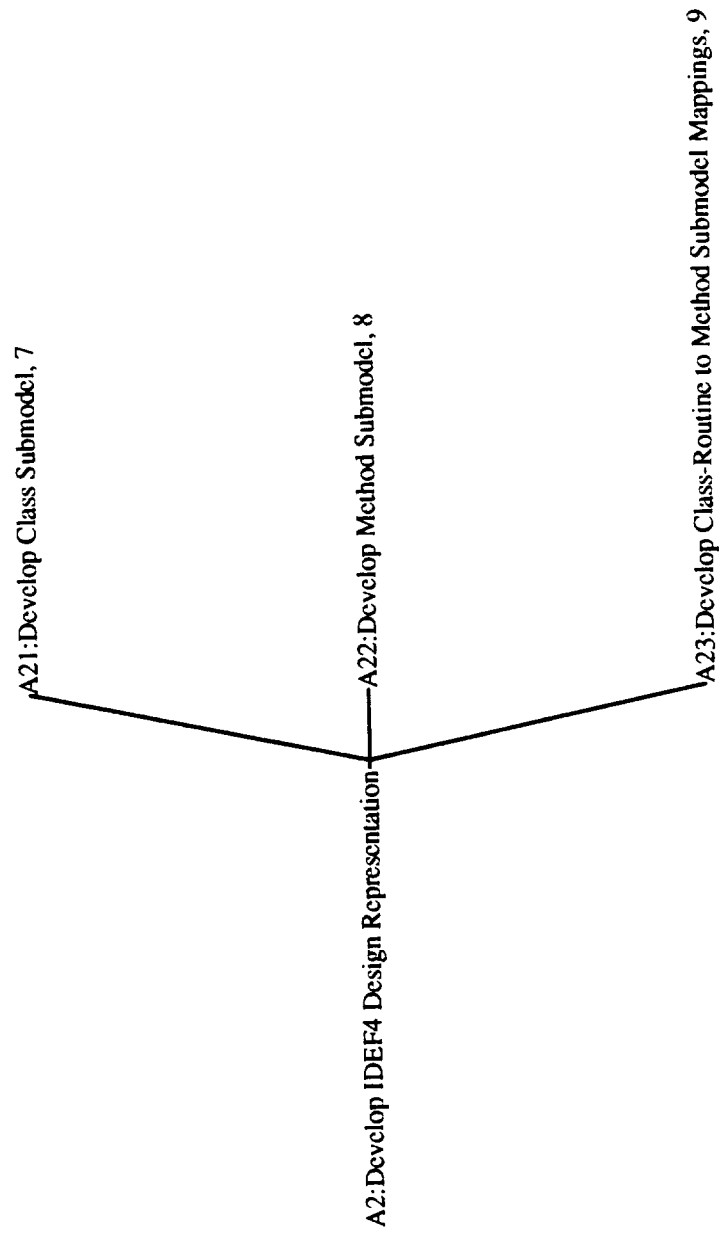 A21:Develop Class Submodel, 7
A2:Develop IDEF4 Design Representation
A22:Develop Method Submodel, 8
A23:Develop Class-Routine to Method Submodel Mappings, 9